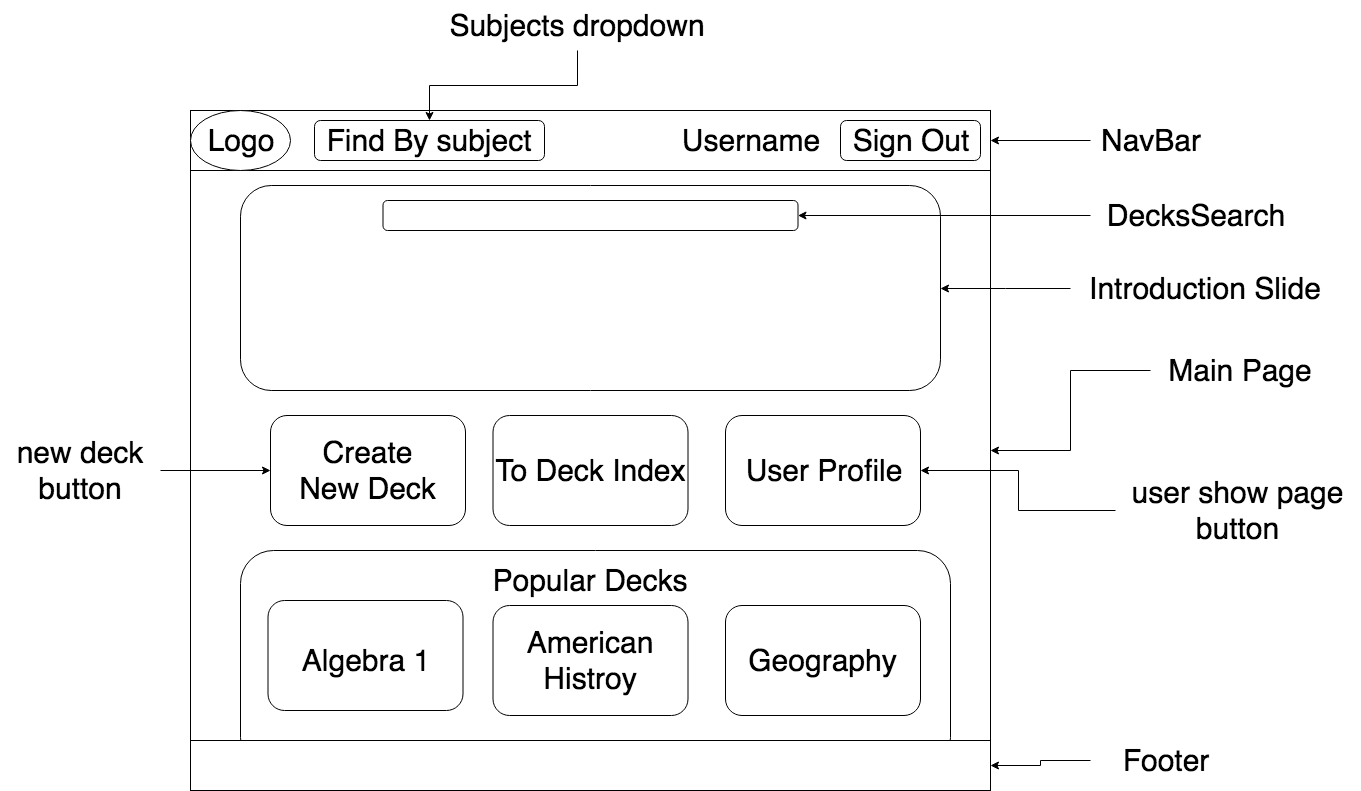 Subjects dropdown
Logo
Find By subject
Username
Sign Out
NavBar
DecksSearch
Introduction Slide
Main Page
new deck
button
Create
New Deck
To Deck Index
User Profile
user show page
button
Popular Decks
Algebra 1
American
Histroy
Geography
Footer